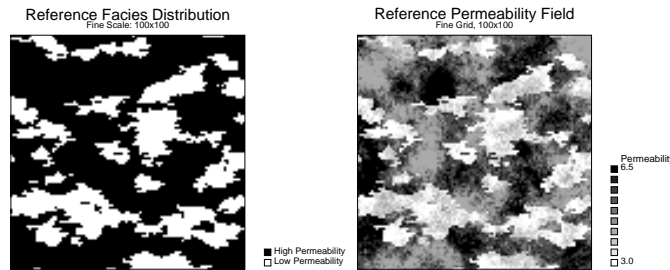 Reference Facies Distribution
Fine Scale: 100x100
High Permeability
Low Permeability
Reference Permeability Field
Fine Grid, 100x100
Permeability
6.5
3.0